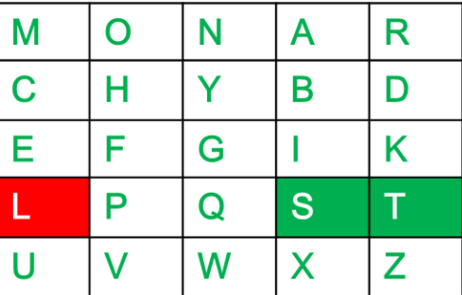 M O N A R
C H Y B D
E F G I K
L P Q S T
U V W X Z